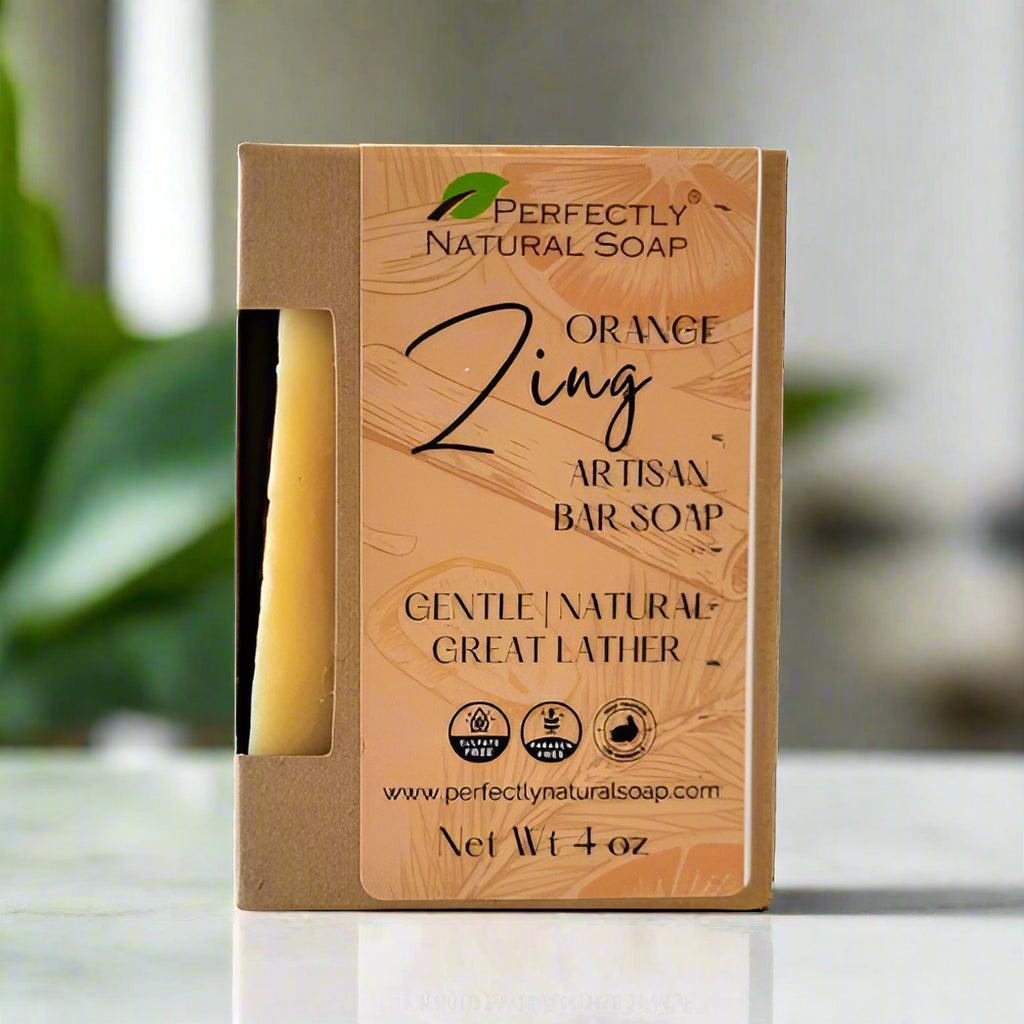 PERFECTLY®
NATURAL SOAP
ORANGE
Zing
ARTISAN
BAR SOAP
GENTLE | NATURAL
GREAT LATHER
FREE
www.perfectlynaturalsoap.com
Net Wt 4 oz